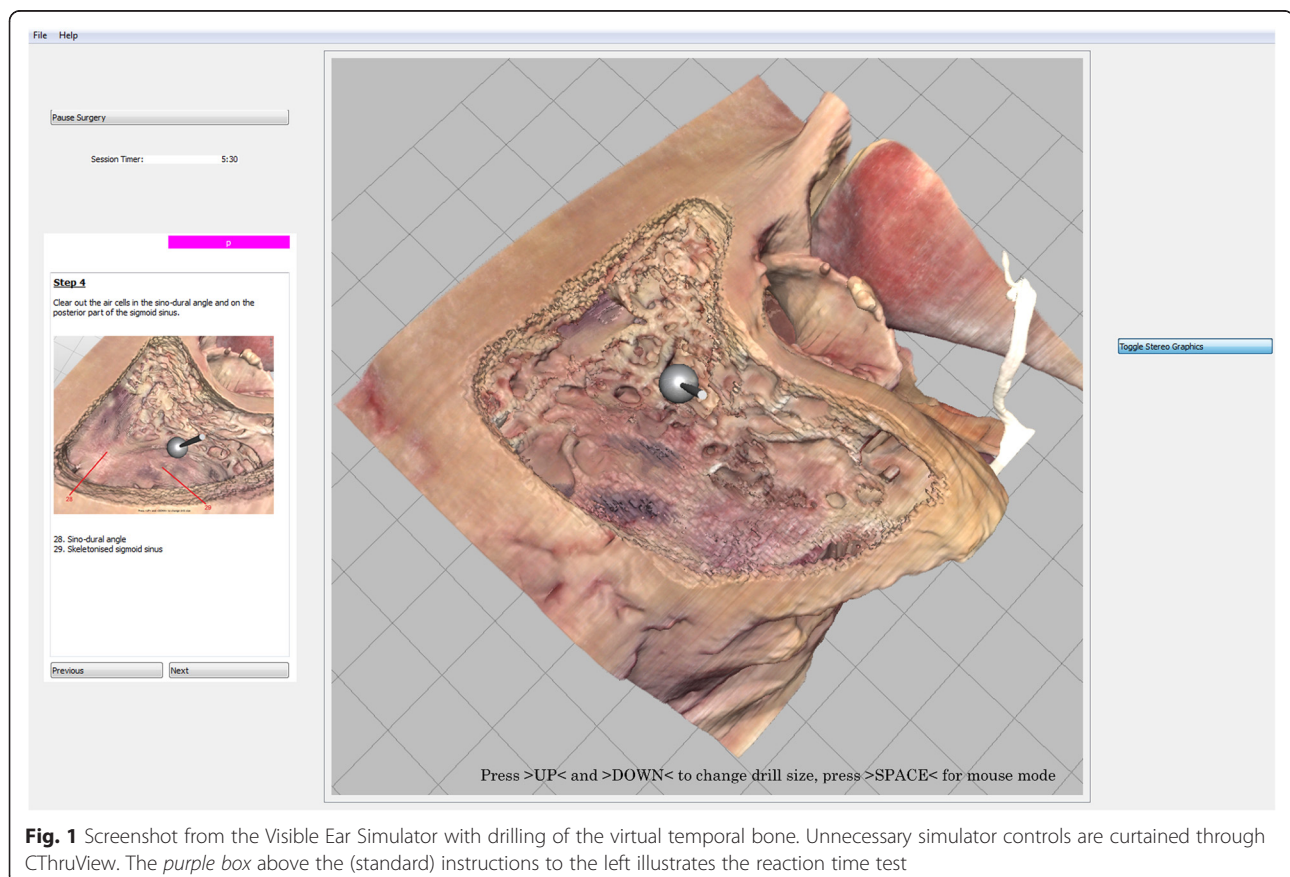 File Help
Pause Surgery
Session Timer: 5:30
p
Step 4
Clear out the air cells in the sino-dural angle and on the
posterior part of the sigmoid sinus.
28
29
28. Sino-dural angle
29. Skeletonised sigmoid sinus
Previous Next
Toggle Stereo Graphics
Press >UP< and >DOWN< to change drill size, press >SPACE< for mouse mode
Fig. 1 Screenshot from the Visible Ear Simulator with drilling of the virtual temporal bone. Unnecessary simulator controls are curtained through
CThruView. The purple box above the (standard) instructions to the left illustrates the reaction time test